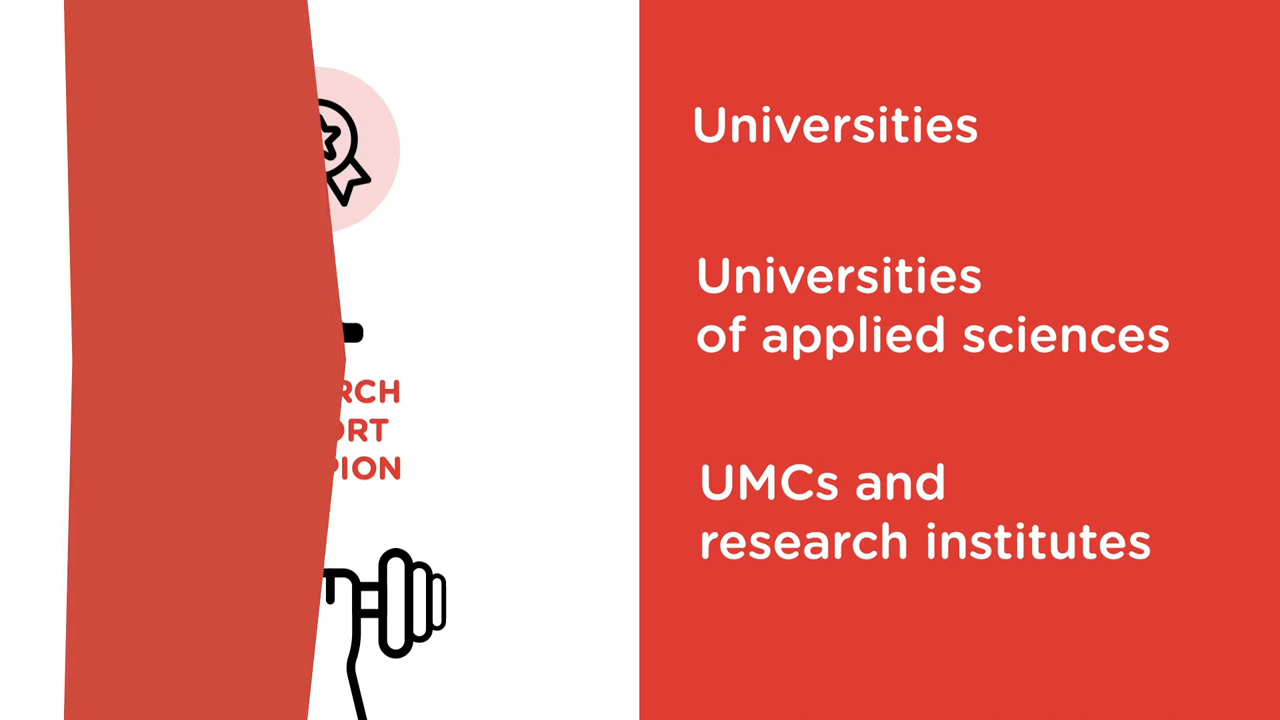 Universities
Universities
of applied sciences
UMCs and
research institutes